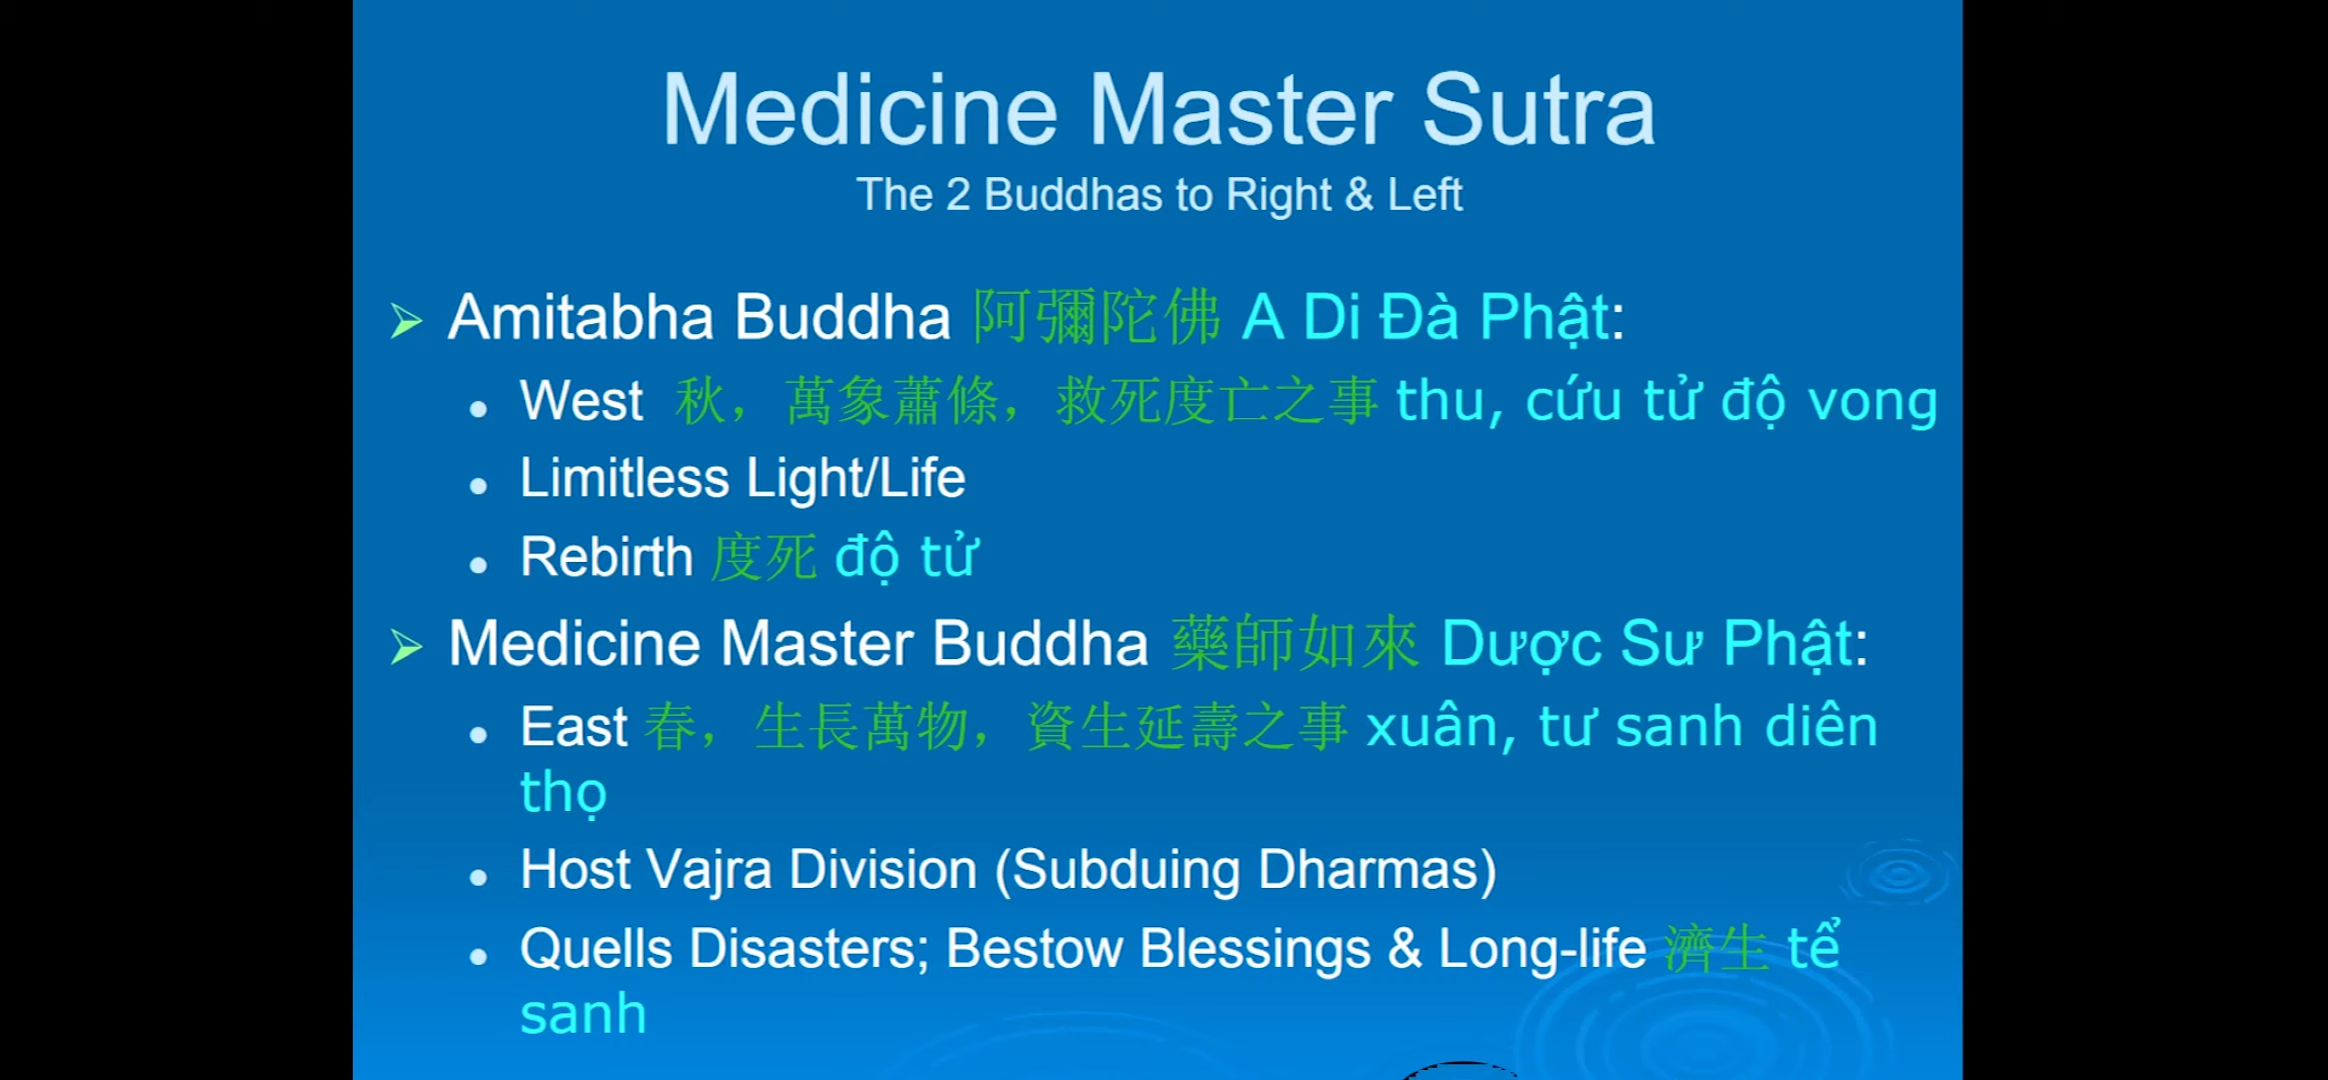 Medicine Master Sutra
The 2 Buddhas to Right & Left
Amitabha Buddha 阿彌陀佛 A Di Đà Phật:
West 秋，萬象蕭條，救死度亡之事 thu, cứu tử độ vong
Limitless Light/Life
Rebirth 度死 độ tử
Medicine Master Buddha 藥師如來 Dược Sư Phật:
East 春，生長萬物，資生延壽之事 xuân, tư sanh diên
thọ
Host Vajra Division (Subduing Dharmas)
Quells Disasters; Bestow Blessings & Long-life 濟生 tể
sanh